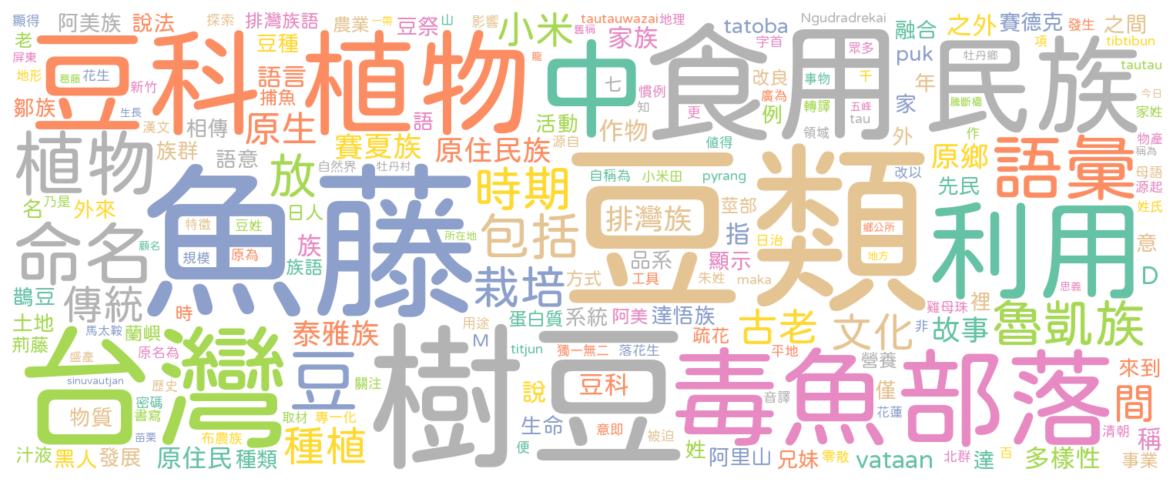 顯得
阿美族
說法
探索
排灣族語
農業
一帶
豆祭
山
影響
小米
tautauwazai
地理
舊稱
家族
tatoba
字首
Ngudradrekai
眾多
融合
之外
賽德克
之間
發生
tibtibun
老
屏東
地形
葛藤
花生
豆科植物
新竹
豆種
語言
捕魚
龍
中
七
慣例
知
食用
改良
事物
千
puk
年
牡丹鄉
項
民族
tautau
今日
鄒族
漢文
相傳
原生
語
活動
作物
更
例
廣為
轉譯
五峰
tau
家
騰斷橋
家姓
族群
語意
賽夏族
原住民族
源自
值得
領域
外
作
物產
稱為
植物
自然界
牡丹村
放
時期
自稱為
小米田
pyrang
改以
原鄉
語彙
母語
源起
名
乃是
外來
生長
日人
魚藤
包括
排灣族
莖部
豆類
先民
姓氏
特徵
豆姓
所在地
指
日治
鄉公所
利用
命名
顧名
規模
原為
族
族語
品系
顯示
地方
意
鵲豆
傳統
栽培
方式
工具
朱姓
maka
思義
D
土地
馬太鞍
蘭嶼
時
用途
蛋白質
系統
阿美
達悟族
雞母珠
裡
荊藤
原名為
泰雅族
M
疏花
古老
文化
非
故事
魯凱族
台灣
盛產
sinuvautjan
歷史
豆
關注
樹豆
titjun
獨一無二
落花生
平地
營養
來到
物質
密碼
書寫
取材
專一化
說
豆科
毒魚
音譯
僅
花蓮
部落
間
苗栗
布農族
種植
生命
意即
被迫
清朝
稱
汁液
黑人
發展
原住民
種類
便
姓
阿里山
兄妹
零散
vataan
北群
達
百
多樣性
事業